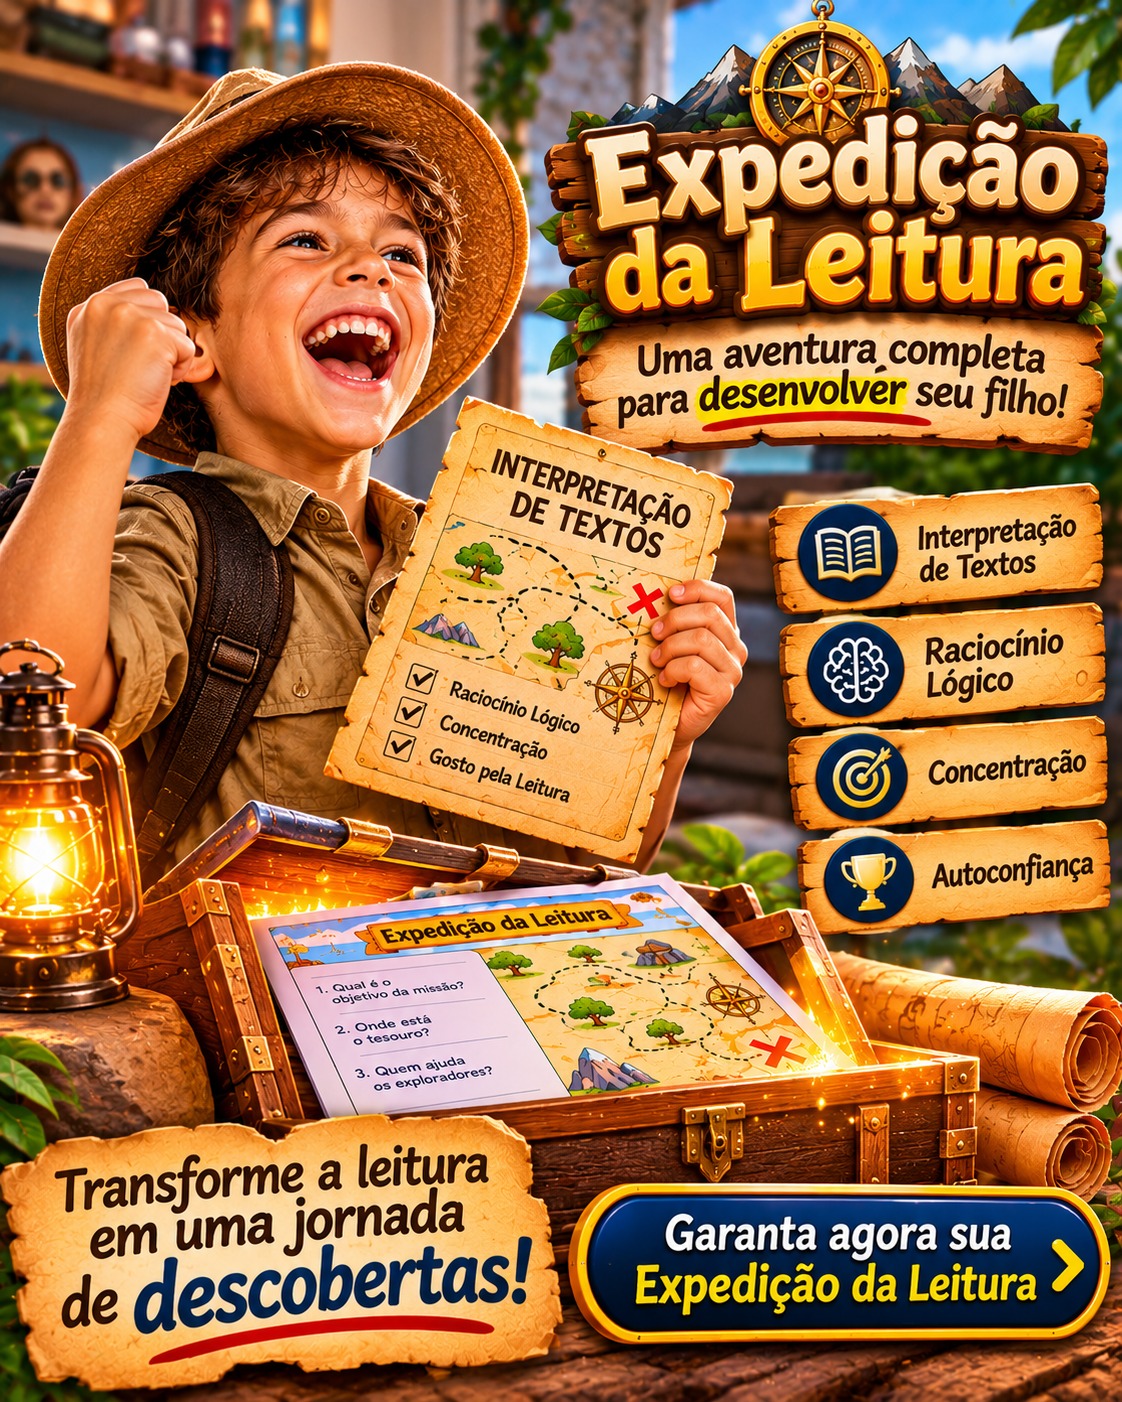 Expedição
da Leitura
Uma aventura completa
para desenvolver seu filho!
INTERPRETAÇÃO
DE TEXTOS
Raciocínio Lógico
Concentração
Gosto pela Leitura
Interpretação
de Textos
Raciocínio
Lógico
Concentração
Autoconfiança
Expedição da Leitura
1. Qual é o
objetivo da missão?
2. Onde está
o tesouro?
3. Quem ajuda
os exploradores?
Transforme a leitura
em uma jornada
de descobertas!
Garanta agora sua
Expedição da Leitura